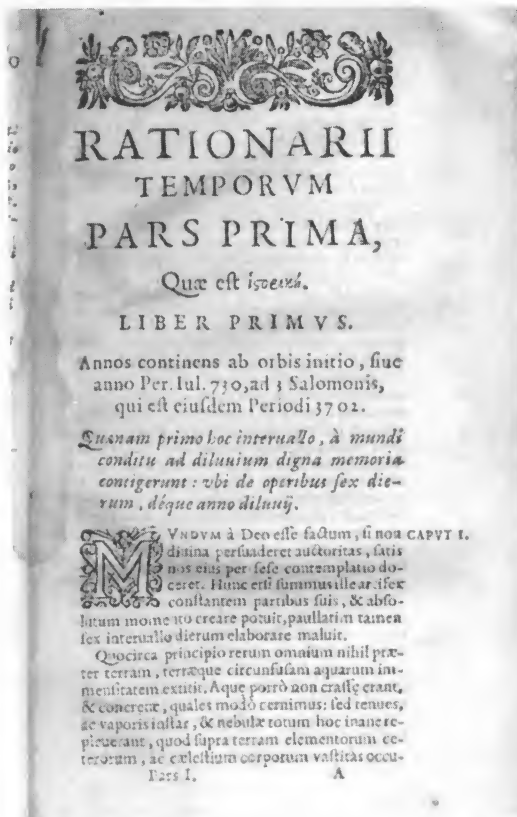 RATIONARII
TEMPORVM
PARS PRIMA,
Quæ est ἱστορική.
LIBER PRIMVS.
Annos continens ab orbis initio, siue
anno Per. Iul. 730, ad 3 Salomonis,
qui est eiusdem Periodi 3702.
Quænam primo hoc interuallo, à mundi
conditu ad diluuium digna memoria
contigerunt: vbi de operibus sex die-
rum, déque anno diluuij.
CAPVT I.
MVNDVM à Deo esse factum, si non
diuina persuaderet auctoritas, satis
nos eius per sese contemplatio do-
ceret. Hunc etsi summus ille artifex
constantem partibus suis, & abso-
lutum momento creare potuit, paullatim tamen
sex interuallo dierum elaborare maluit.
Quocirca principio rerum omnium nihil præ-
ter terram, terræque circunfusam aquarum im-
mensitatem extitit. Aquæ porrò non crassæ erant,
& concretæ, quales modò cernimus: sed tenues,
ac vaporis instar, & nebulæ totum hoc inane re-
pleuerant, quod supra terram elementorum ce-
terorum, ac cælestium corporum vastitas occu-
Pars I. A